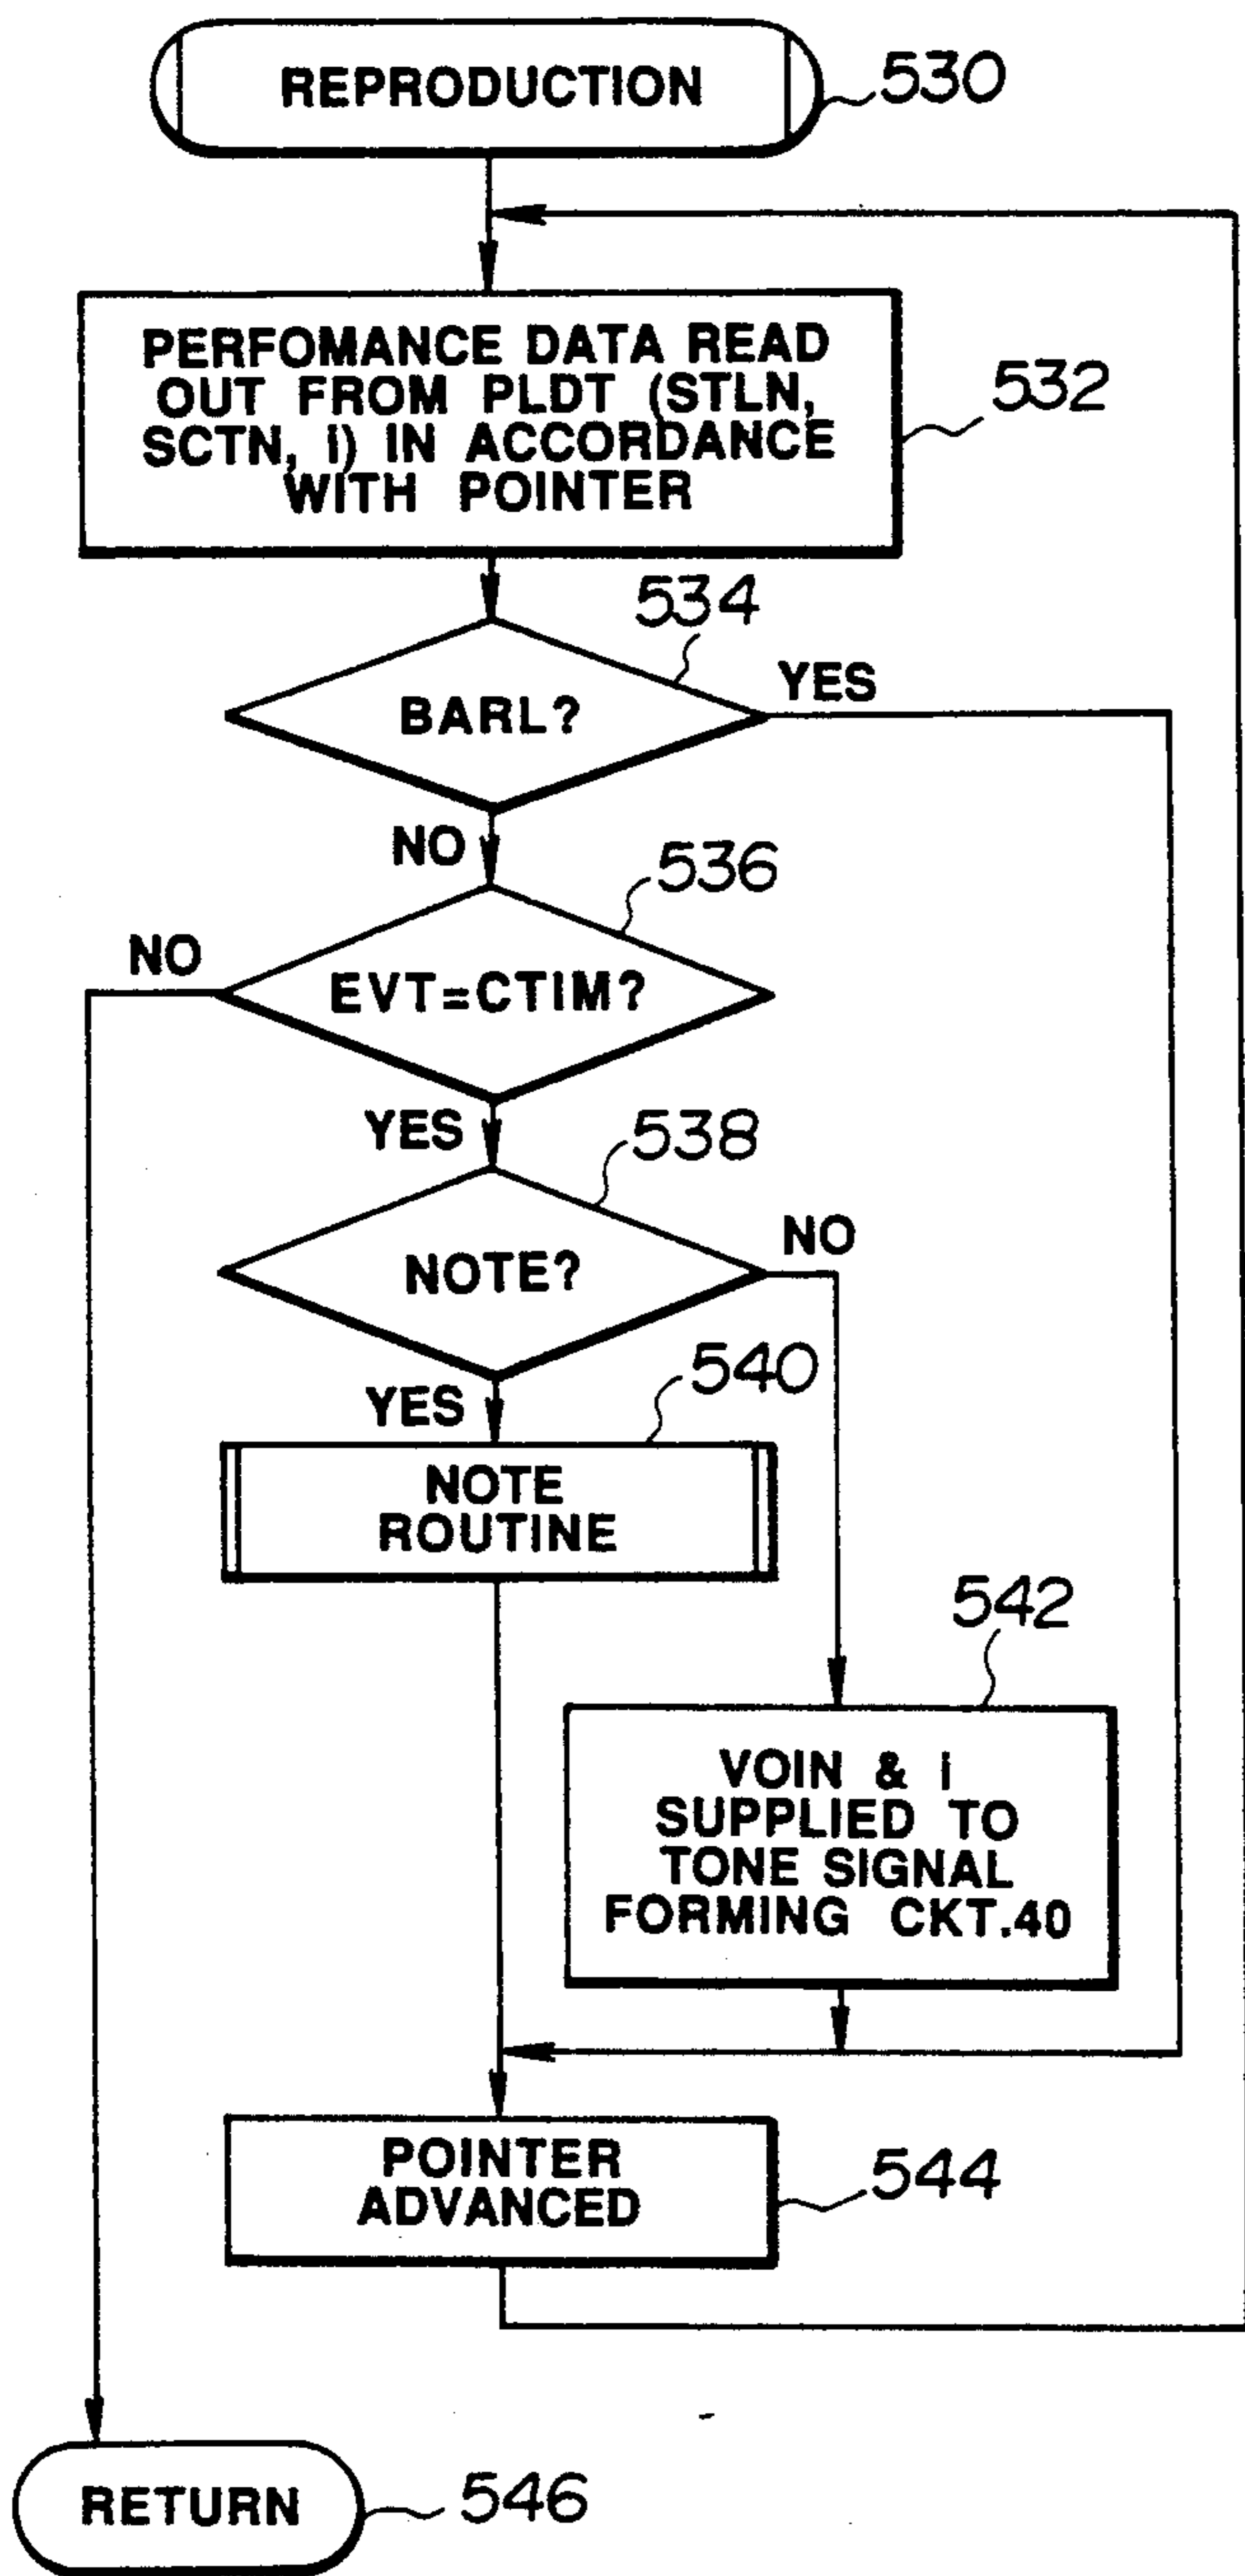 REPRODUCTION
530
PERFOMANCE DATA READ
OUT FROM PLDT (STLN,
SCTN, i) IN ACCORDANCE
WITH POINTER
532
534
BARL?
YES
NO
536
EVT=CTIM?
NO
YES
538
NOTE?
NO
YES
540
NOTE
ROUTINE
542
VOIN & i
SUPPLIED TO
TONE SIGNAL
FORMING CKT.40
POINTER
ADVANCED
544
RETURN
546